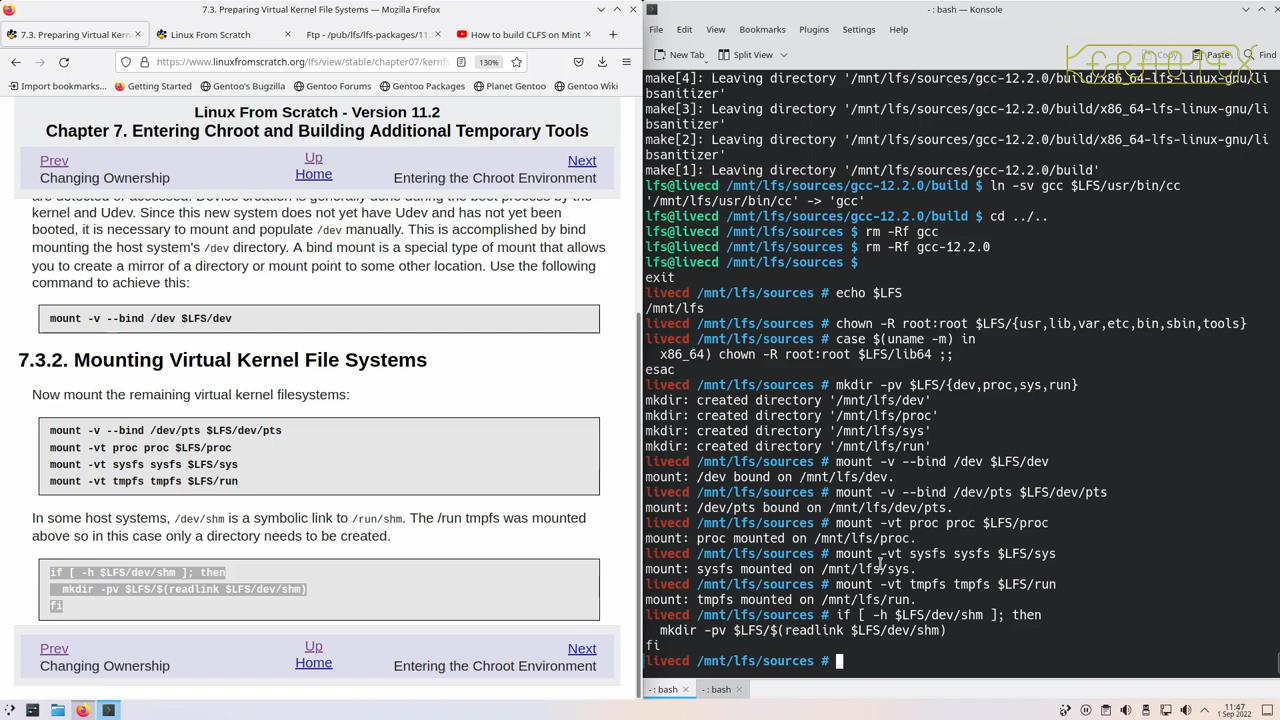 7.3. Preparing Virtual Kernel File Systems — Mozilla Firefox
7.3. Preparing Virtual Kern
Linux From Scratch
Ftp - /pub/lfs/lfs-packages/11.
How to build CLFS on Mint
https://www.linuxfromscratch.org/lfs/view/stable/chapter07/kernfs
130%
Import bookmarks...
Getting Started
Gentoo's Bugzilla
Gentoo Forums
Gentoo Packages
Planet Gentoo
Gentoo Wiki
Linux From Scratch - Version 11.2
Chapter 7. Entering Chroot and Building Additional Temporary Tools
Prev
Up
Next
Changing Ownership
Home
Entering the Chroot Environment
are detected or accessed. Device creation is generally done during the boot process by the
kernel and Udev. Since this new system does not yet have Udev and has not yet been
booted, it is necessary to mount and populate /dev manually. This is accomplished by bind
mounting the host system's /dev directory. A bind mount is a special type of mount that allows
you to create a mirror of a directory or mount point to some other location. Use the following
command to achieve this:
mount -v --bind /dev $LFS/dev
7.3.2. Mounting Virtual Kernel File Systems
Now mount the remaining virtual kernel filesystems:
mount -v --bind /dev/pts $LFS/dev/pts
mount -vt proc proc $LFS/proc
mount -vt sysfs sysfs $LFS/sys
mount -vt tmpfs tmpfs $LFS/run
In some host systems, /dev/shm is a symbolic link to /run/shm. The /run tmpfs was mounted
above so in this case only a directory needs to be created.
if [ -h $LFS/dev/shm ]; then
  mkdir -pv $LFS/$(readlink $LFS/dev/shm)
fi
Prev
Up
Next
Changing Ownership
Home
Entering the Chroot Environment
- : bash — Konsole
File Edit View Bookmarks Plugins Settings Help
New Tab
Split View
Copy
Paste
Find
make[4]: Leaving directory '/mnt/lfs/sources/gcc-12.2.0/build/x86_64-lfs-linux-gnu/li
bsanitizer'
make[3]: Leaving directory '/mnt/lfs/sources/gcc-12.2.0/build/x86_64-lfs-linux-gnu/li
bsanitizer'
make[2]: Leaving directory '/mnt/lfs/sources/gcc-12.2.0/build/x86_64-lfs-linux-gnu/li
bsanitizer'
make[1]: Leaving directory '/mnt/lfs/sources/gcc-12.2.0/build'
lfs@livecd /mnt/lfs/sources/gcc-12.2.0/build $ ln -sv gcc $LFS/usr/bin/cc
'/mnt/lfs/usr/bin/cc' -> 'gcc'
lfs@livecd /mnt/lfs/sources/gcc-12.2.0/build $ cd ../..
lfs@livecd /mnt/lfs/sources $ rm -Rf gcc
lfs@livecd /mnt/lfs/sources $ rm -Rf gcc-12.2.0
lfs@livecd /mnt/lfs/sources $
exit
livecd /mnt/lfs/sources # echo $LFS
/mnt/lfs
livecd /mnt/lfs/sources # chown -R root:root $LFS/{usr,lib,var,etc,bin,sbin,tools}
livecd /mnt/lfs/sources # case $(uname -m) in
  x86_64) chown -R root:root $LFS/lib64 ;;
esac
livecd /mnt/lfs/sources # mkdir -pv $LFS/{dev,proc,sys,run}
mkdir: created directory '/mnt/lfs/dev'
mkdir: created directory '/mnt/lfs/proc'
mkdir: created directory '/mnt/lfs/sys'
mkdir: created directory '/mnt/lfs/run'
livecd /mnt/lfs/sources # mount -v --bind /dev $LFS/dev
mount: /dev bound on /mnt/lfs/dev.
livecd /mnt/lfs/sources # mount -v --bind /dev/pts $LFS/dev/pts
mount: /dev/pts bound on /mnt/lfs/dev/pts.
livecd /mnt/lfs/sources # mount -vt proc proc $LFS/proc
mount: proc mounted on /mnt/lfs/proc.
livecd /mnt/lfs/sources # mount -vt sysfs sysfs $LFS/sys
mount: sysfs mounted on /mnt/lfs/sys.
livecd /mnt/lfs/sources # mount -vt tmpfs tmpfs $LFS/run
mount: tmpfs mounted on /mnt/lfs/run.
livecd /mnt/lfs/sources # if [ -h $LFS/dev/shm ]; then
  mkdir -pv $LFS/$(readlink $LFS/dev/shm)
fi
livecd /mnt/lfs/sources #
- : bash
- : bash
11:47
1 Sep 2022